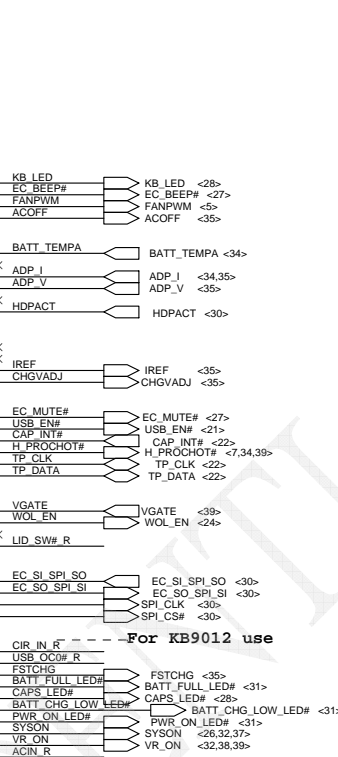 KB_LED KB_LED <28>
EC_BEEP# EC_BEEP# <27>
FANPWM FANPWM <5>
ACOFF ACOFF <35>
BATT_TEMPA BATT_TEMPA <34>
ADP_I ADP_I <34,35>
ADP_V ADP_V <35>
HDPACT HDPACT <30>
IREF IREF <35>
CHGVADJ CHGVADJ <35>
EC_MUTE# EC_MUTE# <27>
USB_EN# USB_EN# <21>
CAP_INT# CAP_INT# <22>
H_PROCHOT# H_PROCHOT# <7,34,39>
TP_CLK TP_CLK <22>
TP_DATA TP_DATA <22>
VGATE VGATE <39>
WOL_EN WOL_EN <24>
LID_SW#_R
EC_SI_SPI_SO EC_SI_SPI_SO <30>
EC_SO_SPI_SI EC_SO_SPI_SI <30>
SPI_CLK <30>
SPI_CS# <30>
For KB9012 use
CIR_IN_R
USB_OC0#_R
FSTCHG FSTCHG <35>
BATT_FULL_LED# BATT_FULL_LED# <31>
CAPS_LED# CAPS_LED# <28>
BATT_CHG_LOW_LED# BATT_CHG_LOW_LED# <31>
PWR_ON_LED# PWR_ON_LED# <31>
SYSON SYSON <26,32,37>
VR_ON VR_ON <32,38,39>
ACIN_R